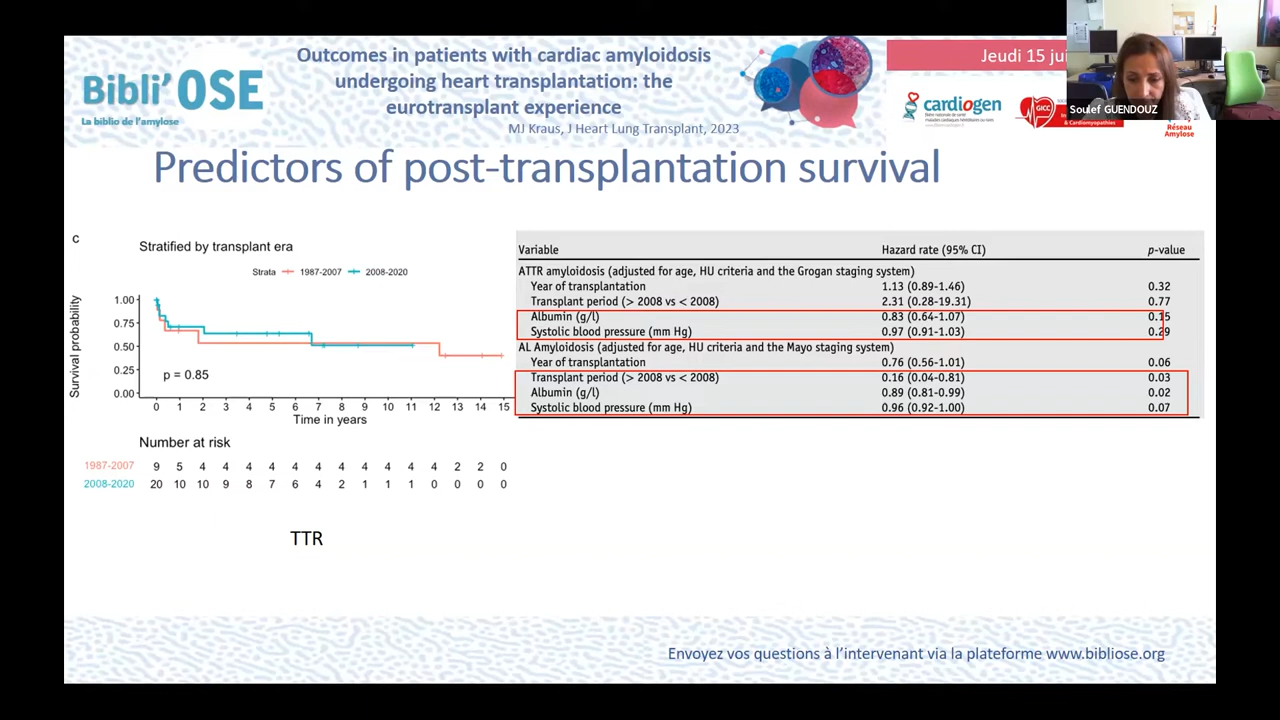 Bibli'OSE
La biblio de l'amylose
Outcomes in patients with cardiac amyloidosis
undergoing heart transplantation: the
eurotransplant experience
MJ Kraus, J Heart Lung Transplant, 2023
Jeudi 15 jui
cardiogen
GICC
& Cardiomyopathies
Réseau
Amylose
Soulef GUENDOUZ
Predictors of post-transplantation survival
c
Stratified by transplant era
Strata 1987-2007 2008-2020
Survival probability
1.00
0.75
0.50
0.25
0.00
p = 0.85
0 1 2 3 4 5 6 7 8 9 10 11 12 13 14 15
Time in years
Number at risk
1987-2007 9 5 4 4 4 4 4 4 4 4 4 4 4 2 2 0
2008-2020 20 10 10 9 8 7 6 4 2 1 1 1 0 0 0 0
TTR
Variable Hazard rate (95% CI) p-value
ATTR amyloidosis (adjusted for age, HU criteria and the Grogan staging system)
Year of transplantation 1.13 (0.89-1.46) 0.32
Transplant period (> 2008 vs < 2008) 2.31 (0.28-19.31) 0.77
Albumin (g/l) 0.83 (0.64-1.07) 0.15
Systolic blood pressure (mm Hg) 0.97 (0.91-1.03) 0.29
AL Amyloidosis (adjusted for age, HU criteria and the Mayo staging system)
Year of transplantation 0.76 (0.56-1.01) 0.06
Transplant period (> 2008 vs < 2008) 0.16 (0.04-0.81) 0.03
Albumin (g/l) 0.89 (0.81-0.99) 0.02
Systolic blood pressure (mm Hg) 0.96 (0.92-1.00) 0.07
Envoyez vos questions à l'intervenant via la plateforme www.bibliose.org